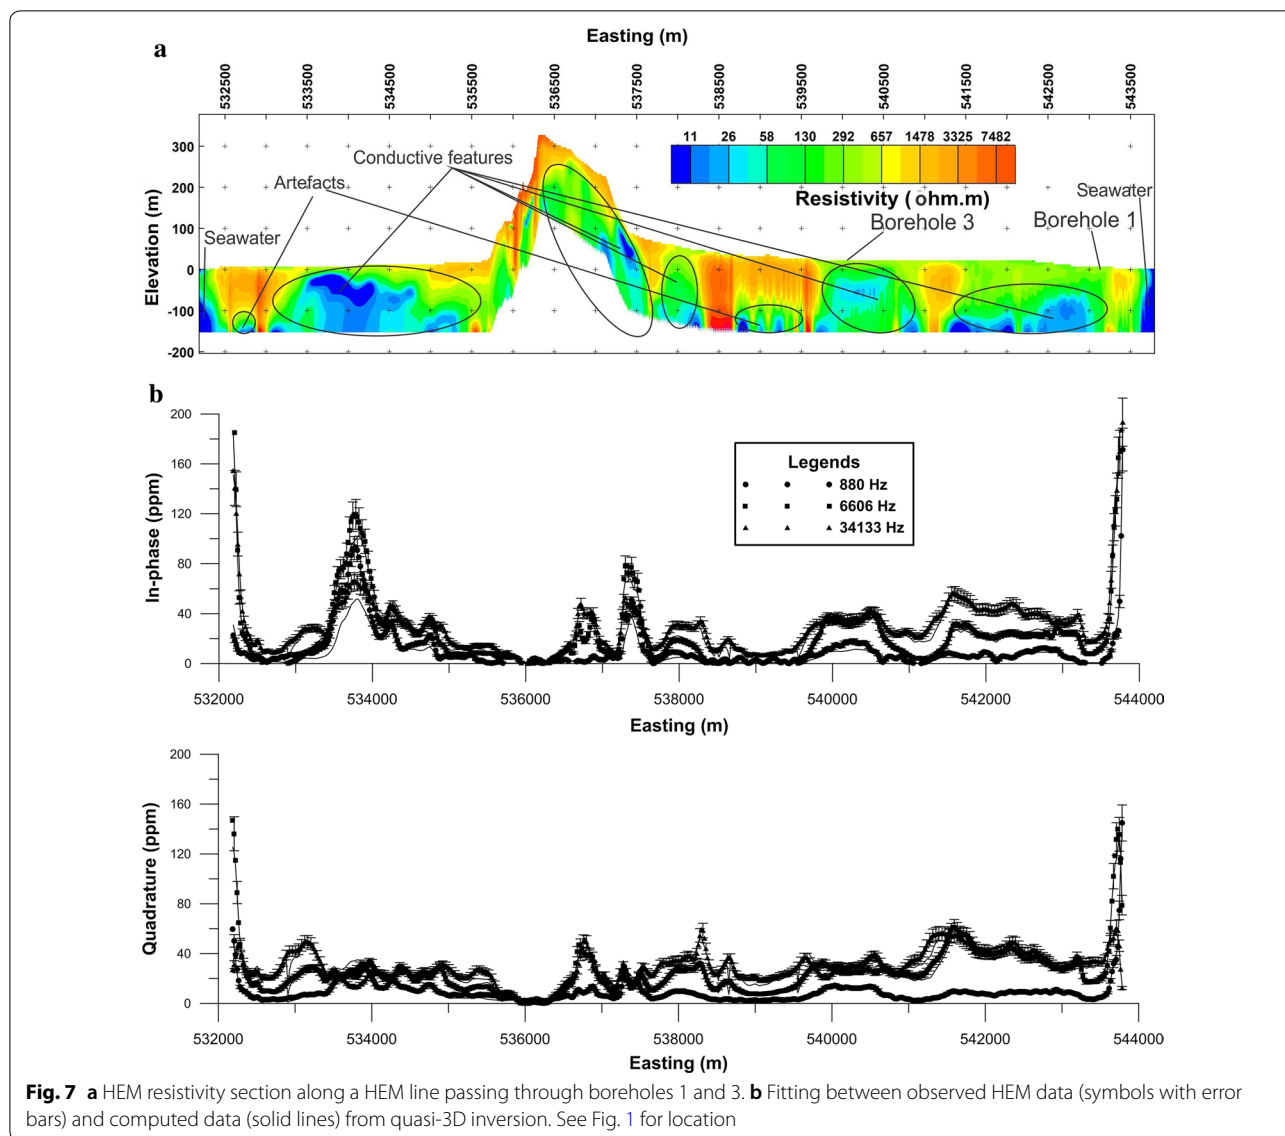 a
Easting (m)
532500 533500 534500 535500 536500 537500 538500 539500 540500 541500 542500 543500
Elevation (m)
300
200
100
0
-100
-200
Conductive features
Artefacts
Seawater
11 26 58 130 292 657 1478 3325 7482
Resistivity ( ohm.m)
Borehole 3
Seawater
Borehole 1
b
In-phase (ppm)
200
160
120
80
40
0
Legends
880 Hz
6606 Hz
34133 Hz
532000 534000 536000 538000 540000 542000 544000
Easting (m)
Quadrature (ppm)
200
160
120
80
40
0
532000 534000 536000 538000 540000 542000 544000
Easting (m)
Fig. 7 a HEM resistivity section along a HEM line passing through boreholes 1 and 3. b Fitting between observed HEM data (symbols with error
bars) and computed data (solid lines) from quasi-3D inversion. See Fig. 1 for location